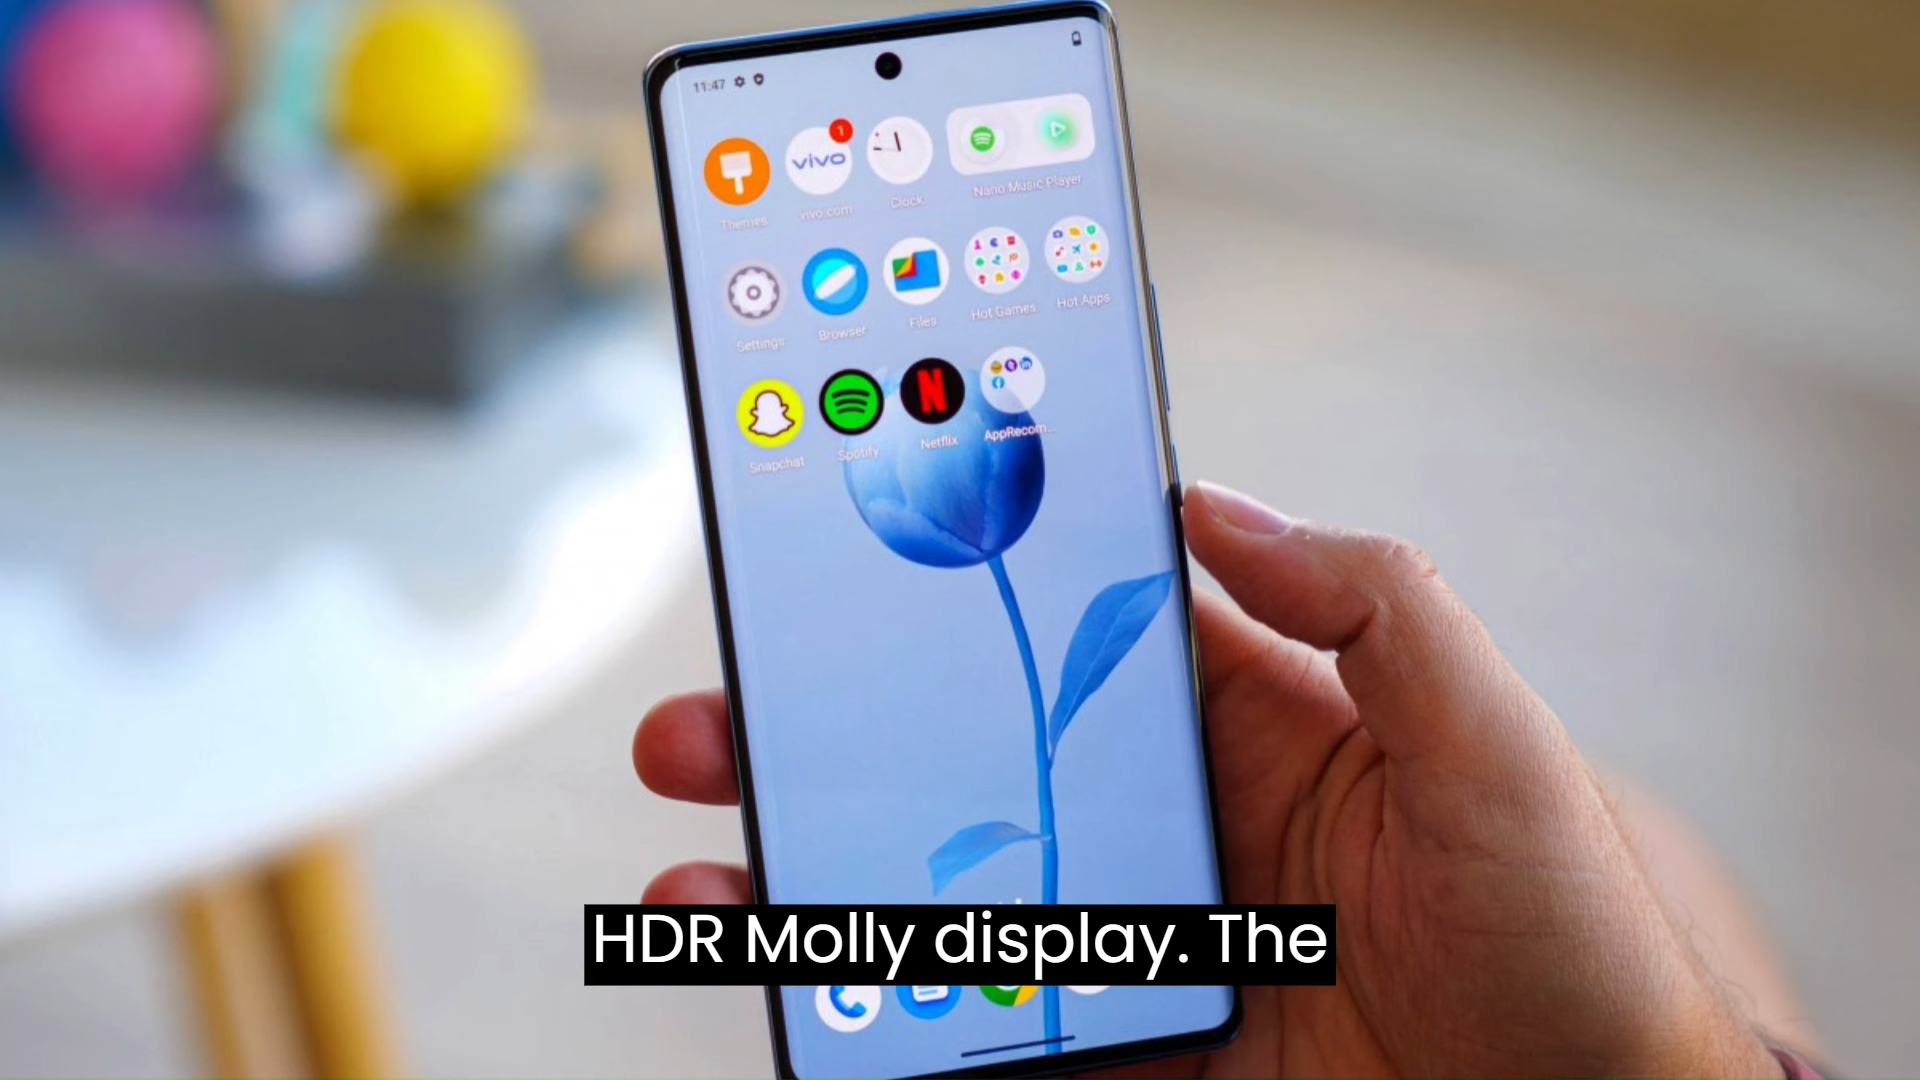 11:47
1
vivo
Themes
vivo.com
Clock
Nano Music Player
Settings
Browser
Files
Hot Games
Hot Apps
Snapchat
Spotify
N
Netflix
AppRecom...
HDR Molly display. The